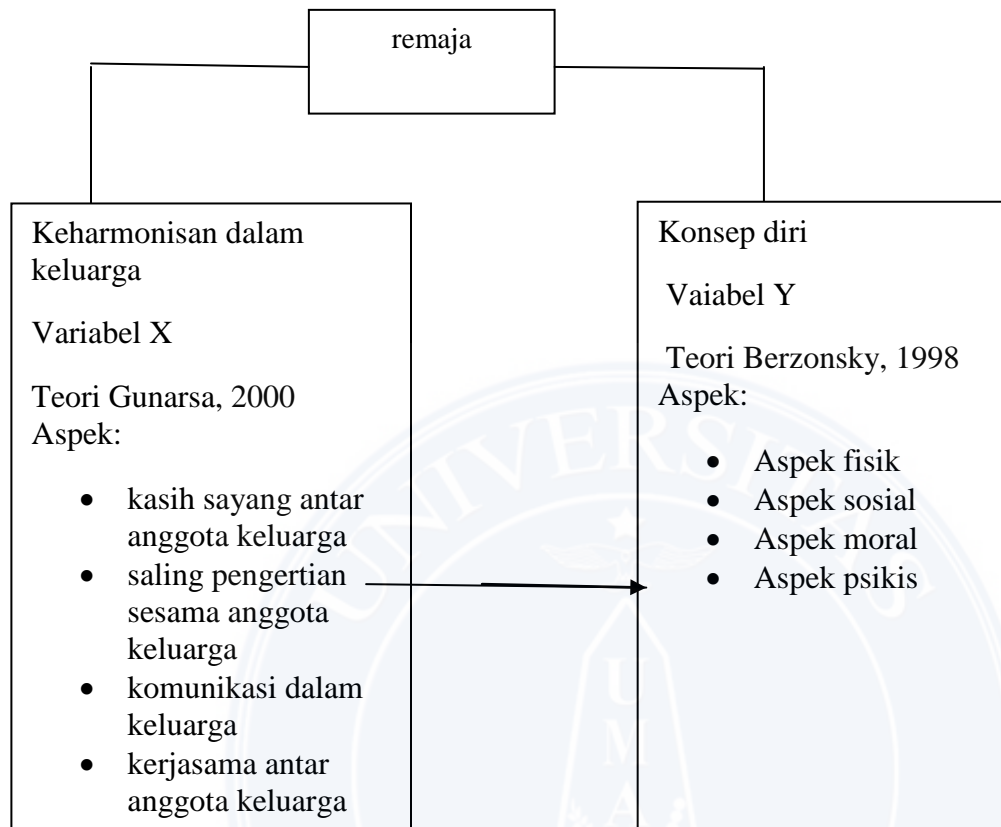 remaja
Keharmonisan dalam
keluarga
Variabel X
Teori Gunarsa, 2000
Aspek:
• kasih sayang antar
anggota keluarga
• saling pengertian
sesama anggota
keluarga
• komunikasi dalam
keluarga
• kerjasama antar
anggota keluarga
Konsep diri
Vaiabel Y
Teori Berzonsky, 1998
Aspek:
• Aspek fisik
• Aspek sosial
• Aspek moral
• Aspek psikis
UNIVERSITAS
U
M
A